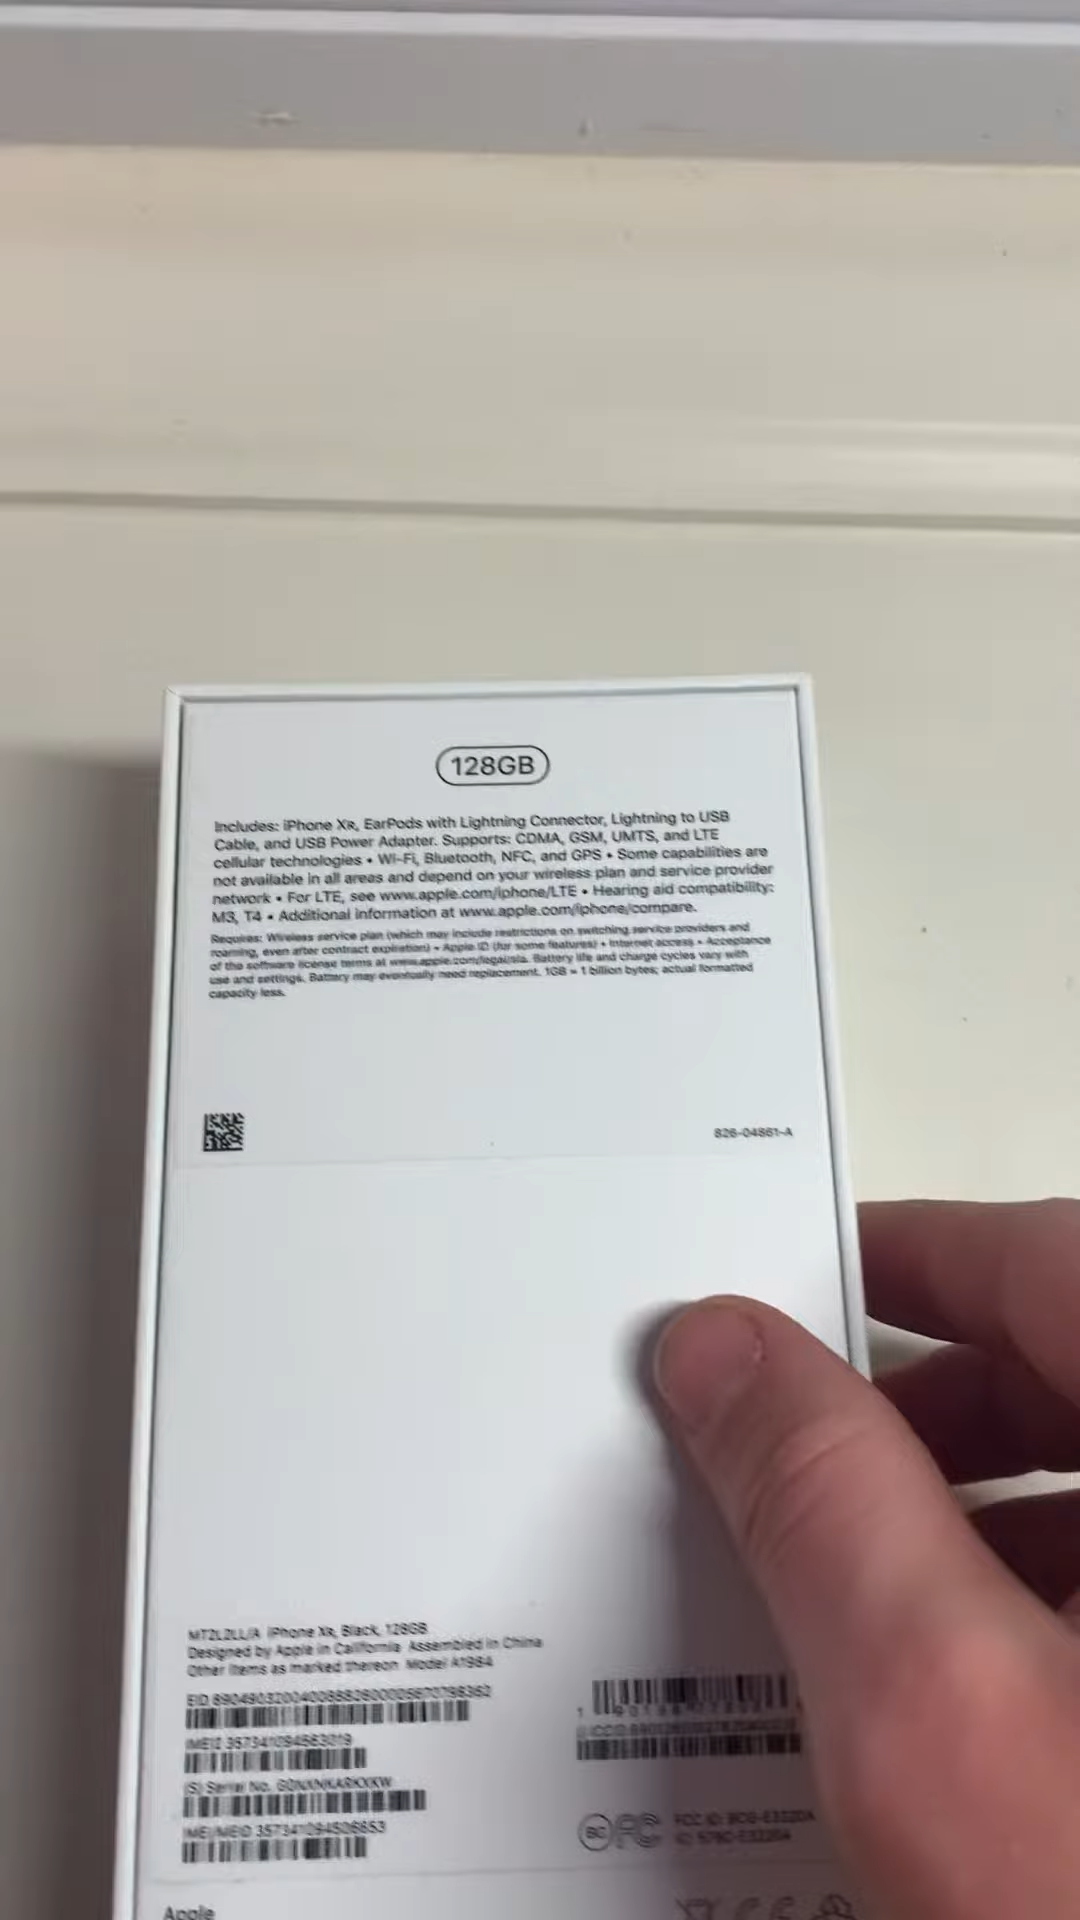 128GB
Includes: iPhone XR, EarPods with Lightning Connector, Lightning to USB
Cable, and USB Power Adapter. Supports: CDMA, GSM, UMTS, and LTE
cellular technologies • Wi-Fi, Bluetooth, NFC, and GPS • Some capabilities are
not available in all areas and depend on your wireless plan and service provider
network • For LTE, see www.apple.com/iphone/LTE • Hearing aid compatibility:
M3, T4 • Additional information at www.apple.com/iphone/compare.
Requires: Wireless service plan (which may include restrictions on switching service providers and
roaming, even after contract expiration) • Apple ID (for some features) • Internet access • Acceptance
of the software license terms at www.apple.com/legal/sla. Battery life and charge cycles vary with
use and settings. Battery may eventually need replacement. 1GB = 1 billion bytes; actual formatted
capacity less.
826-04861-A
MT2L2LL/A iPhone XR, Black, 128GB
Designed by Apple in California Assembled in China
Other items as marked thereon Model A1984
EID
IMEI2
(S) Serial No.
IMEI/MEID
FCC ID:
Apple